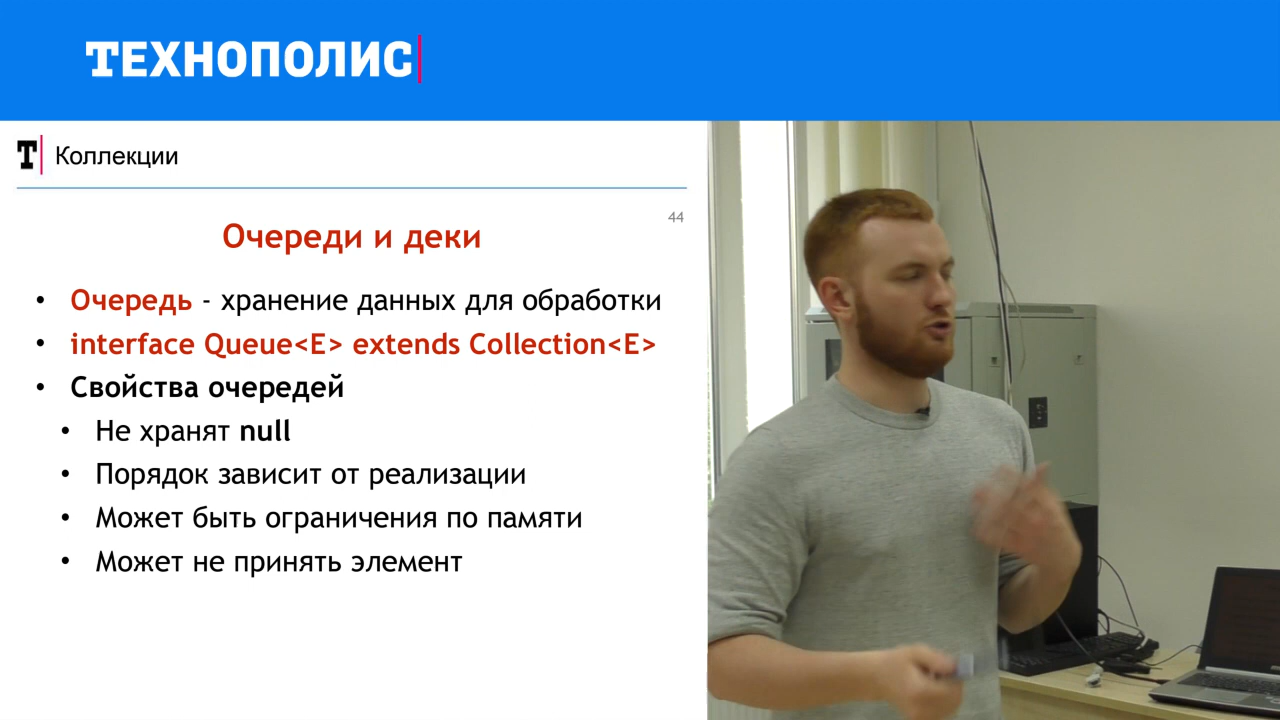 ТЕХНОПОЛИС
Т Коллекции
44
Очереди и деки
• Очередь - хранение данных для обработки
• interface Queue<E> extends Collection<E>
• Свойства очередей
• Не хранят null
• Порядок зависит от реализации
• Может быть ограничения по памяти
• Может не принять элемент